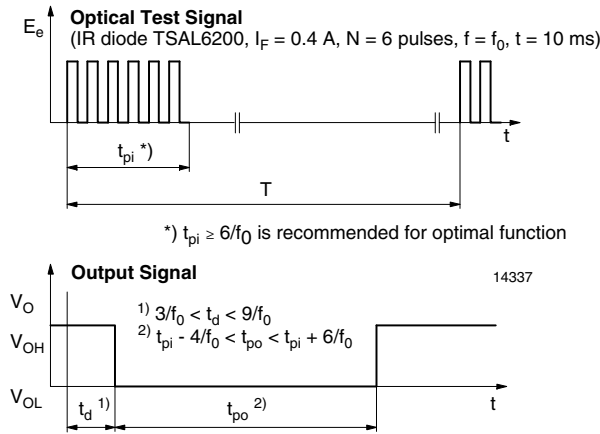 Optical Test Signal
Ee
(IR diode TSAL6200, IF = 0.4 A, N = 6 pulses, f = f0, t = 10 ms)
t
tpi *)
T
*) tpi ≥ 6/f0 is recommended for optimal function
Output Signal
14337
VO
VOH
VOL
1) 3/f0 < td < 9/f0
2) tpi - 4/f0 < tpo < tpi + 6/f0
td 1)
tpo 2)
t